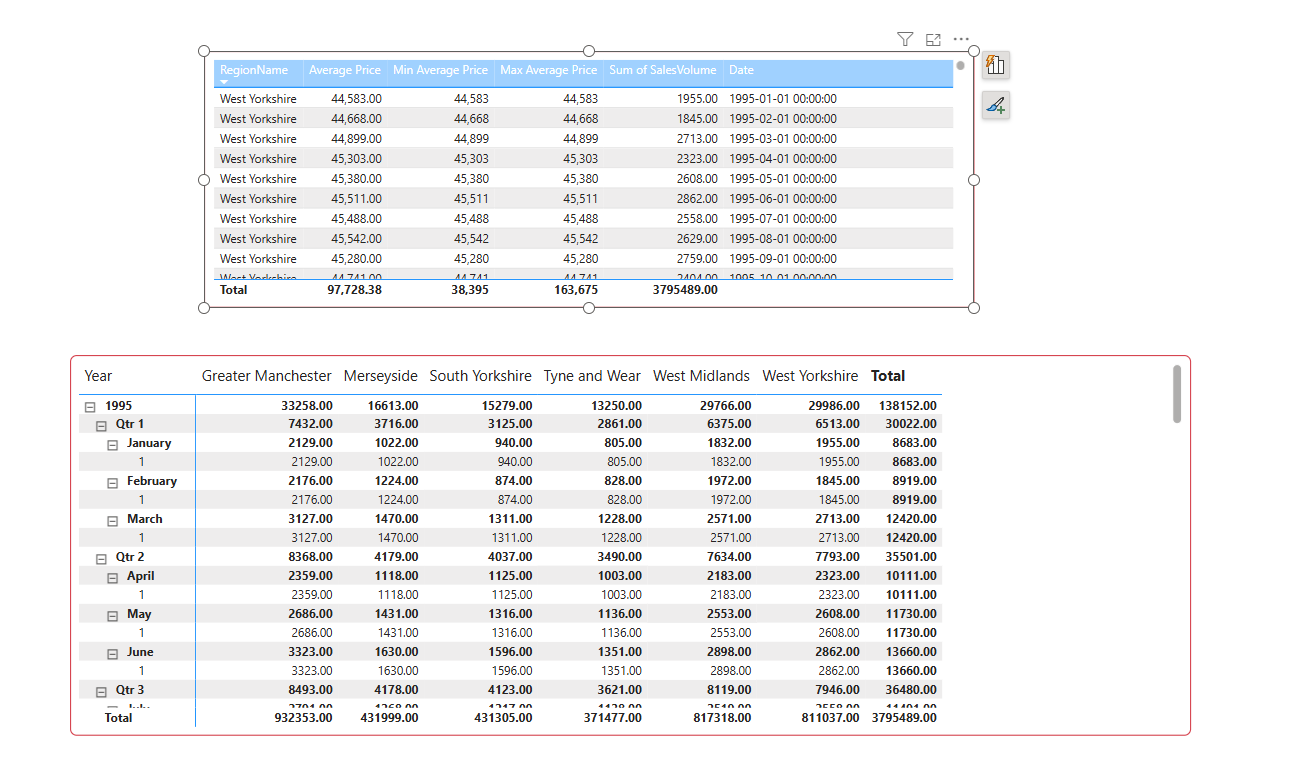 RegionName Average Price Min Average Price Max Average Price Sum of SalesVolume Date
West Yorkshire 44,583.00 44,583 44,583 1955.00 1995-01-01 00:00:00
West Yorkshire 44,668.00 44,668 44,668 1845.00 1995-02-01 00:00:00
West Yorkshire 44,899.00 44,899 44,899 2713.00 1995-03-01 00:00:00
West Yorkshire 45,303.00 45,303 45,303 2323.00 1995-04-01 00:00:00
West Yorkshire 45,380.00 45,380 45,380 2608.00 1995-05-01 00:00:00
West Yorkshire 45,511.00 45,511 45,511 2862.00 1995-06-01 00:00:00
West Yorkshire 45,488.00 45,488 45,488 2558.00 1995-07-01 00:00:00
West Yorkshire 45,542.00 45,542 45,542 2629.00 1995-08-01 00:00:00
West Yorkshire 45,280.00 45,280 45,280 2759.00 1995-09-01 00:00:00
West Yorkshire 44,741.00 44,741 44,741 2404.00 1995-10-01 00:00:00
Total 97,728.38 38,395 163,675 3795489.00
Year Greater Manchester Merseyside South Yorkshire Tyne and Wear West Midlands West Yorkshire Total
1995 33258.00 16613.00 15279.00 13250.00 29766.00 29986.00 138152.00
Qtr 1 7432.00 3716.00 3125.00 2861.00 6375.00 6513.00 30022.00
January 2129.00 1022.00 940.00 805.00 1832.00 1955.00 8683.00
1 2129.00 1022.00 940.00 805.00 1832.00 1955.00 8683.00
February 2176.00 1224.00 874.00 828.00 1972.00 1845.00 8919.00
1 2176.00 1224.00 874.00 828.00 1972.00 1845.00 8919.00
March 3127.00 1470.00 1311.00 1228.00 2571.00 2713.00 12420.00
1 3127.00 1470.00 1311.00 1228.00 2571.00 2713.00 12420.00
Qtr 2 8368.00 4179.00 4037.00 3490.00 7634.00 7793.00 35501.00
April 2359.00 1118.00 1125.00 1003.00 2183.00 2323.00 10111.00
1 2359.00 1118.00 1125.00 1003.00 2183.00 2323.00 10111.00
May 2686.00 1431.00 1316.00 1136.00 2553.00 2608.00 11730.00
1 2686.00 1431.00 1316.00 1136.00 2553.00 2608.00 11730.00
June 3323.00 1630.00 1596.00 1351.00 2898.00 2862.00 13660.00
1 3323.00 1630.00 1596.00 1351.00 2898.00 2862.00 13660.00
Qtr 3 8493.00 4178.00 4123.00 3621.00 8119.00 7946.00 36480.00
July
Total 932353.00 431999.00 431305.00 371477.00 817318.00 811037.00 3795489.00